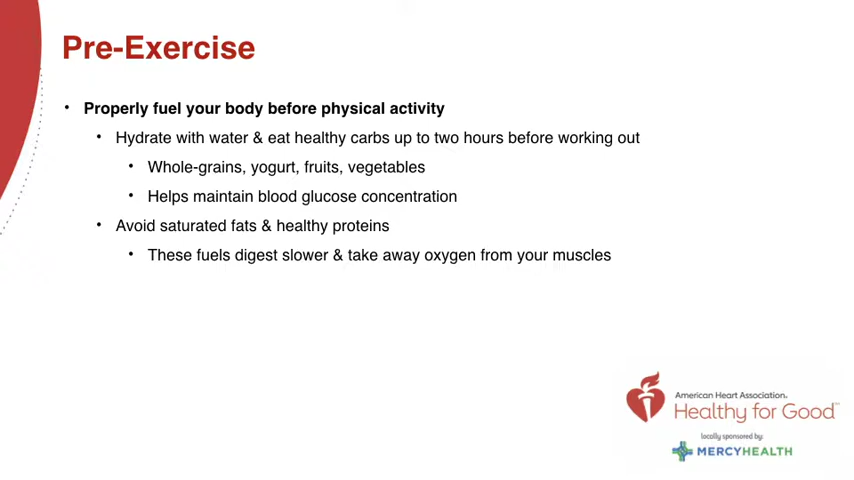 Pre-Exercise
• Properly fuel your body before physical activity
• Hydrate with water & eat healthy carbs up to two hours before working out
• Whole-grains, yogurt, fruits, vegetables
• Helps maintain blood glucose concentration
• Avoid saturated fats & healthy proteins
• These fuels digest slower & take away oxygen from your muscles
American Heart Association®
Healthy for Good™
locally sponsored by:
MERCYHEALTH